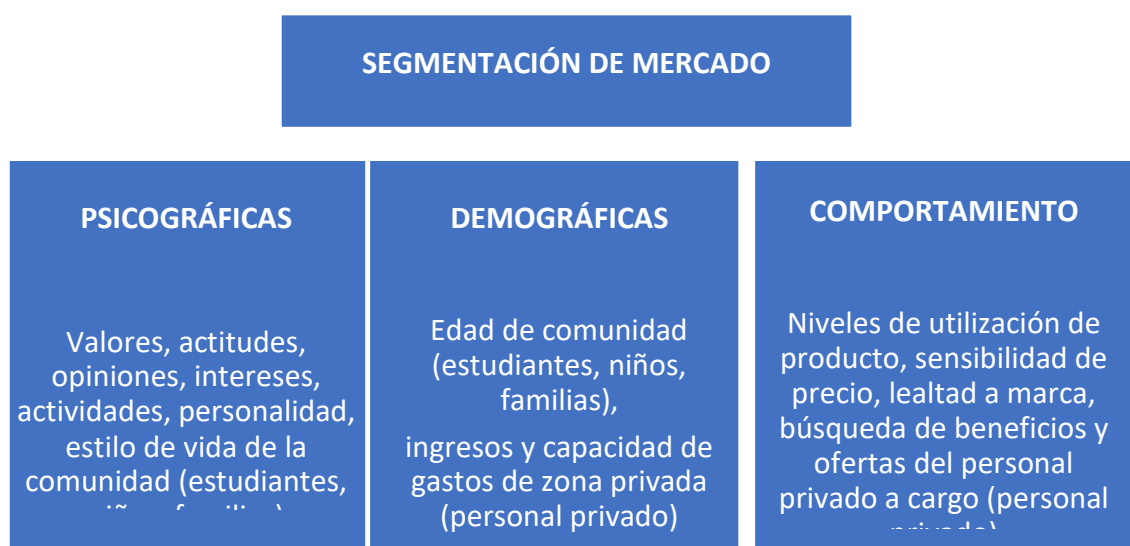 SEGMENTACIÓN DE MERCADO
PSICOGRÁFICAS
Valores, actitudes,
opiniones, intereses,
actividades, personalidad,
estilo de vida de la
comunidad (estudiantes,
DEMOGRÁFICAS
Edad de comunidad
(estudiantes, niños,
familias),
ingresos y capacidad de
gastos de zona privada
(personal privado)
COMPORTAMIENTO
Niveles de utilización de
producto, sensibilidad de
precio, lealtad a marca,
búsqueda de beneficios y
ofertas del personal
privado a cargo (personal